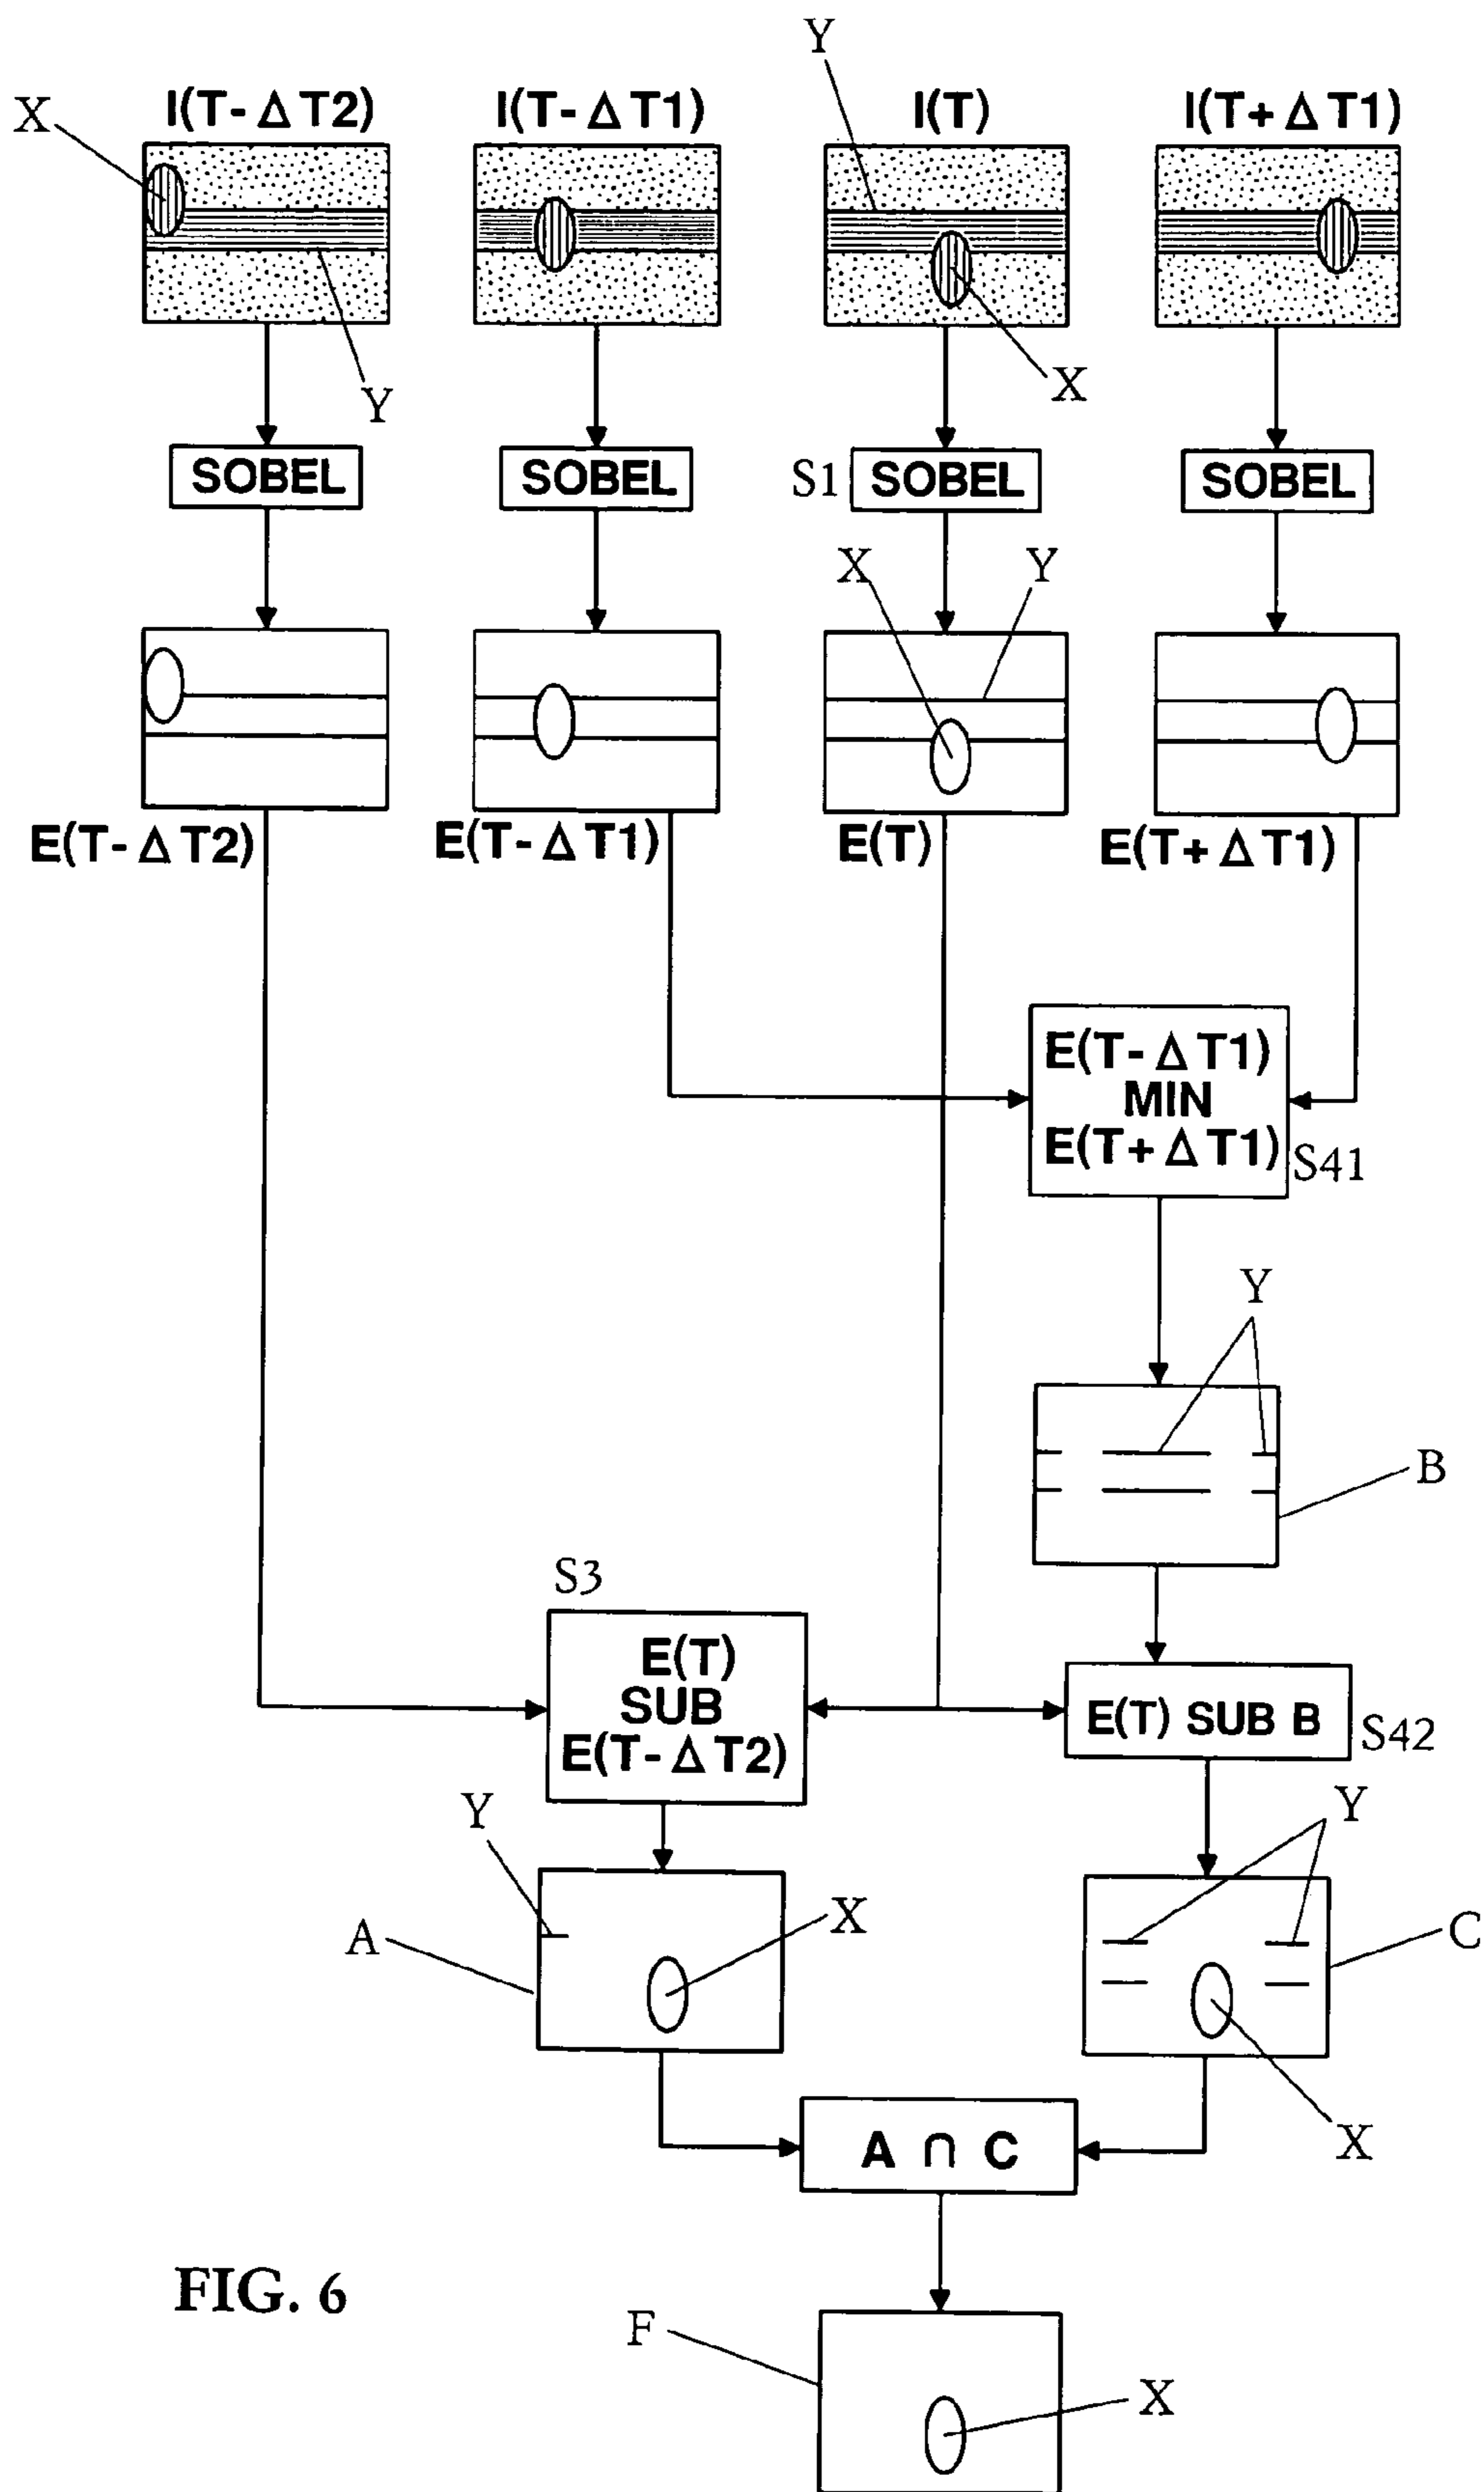 Y
X
I(T-ΔT2)
I(T-ΔT1)
I(T)
I(T+ΔT1)
Y
X
SOBEL
SOBEL
S1
SOBEL
SOBEL
X
Y
E(T-ΔT2)
E(T-ΔT1)
E(T)
E(T+ΔT1)
E(T-ΔT1)
MIN
E(T+ΔT1)
S41
Y
B
S3
E(T)
SUB
E(T-ΔT2)
E(T) SUB B
S42
Y
Y
A
X
C
X
A ∩ C
FIG. 6
F
X